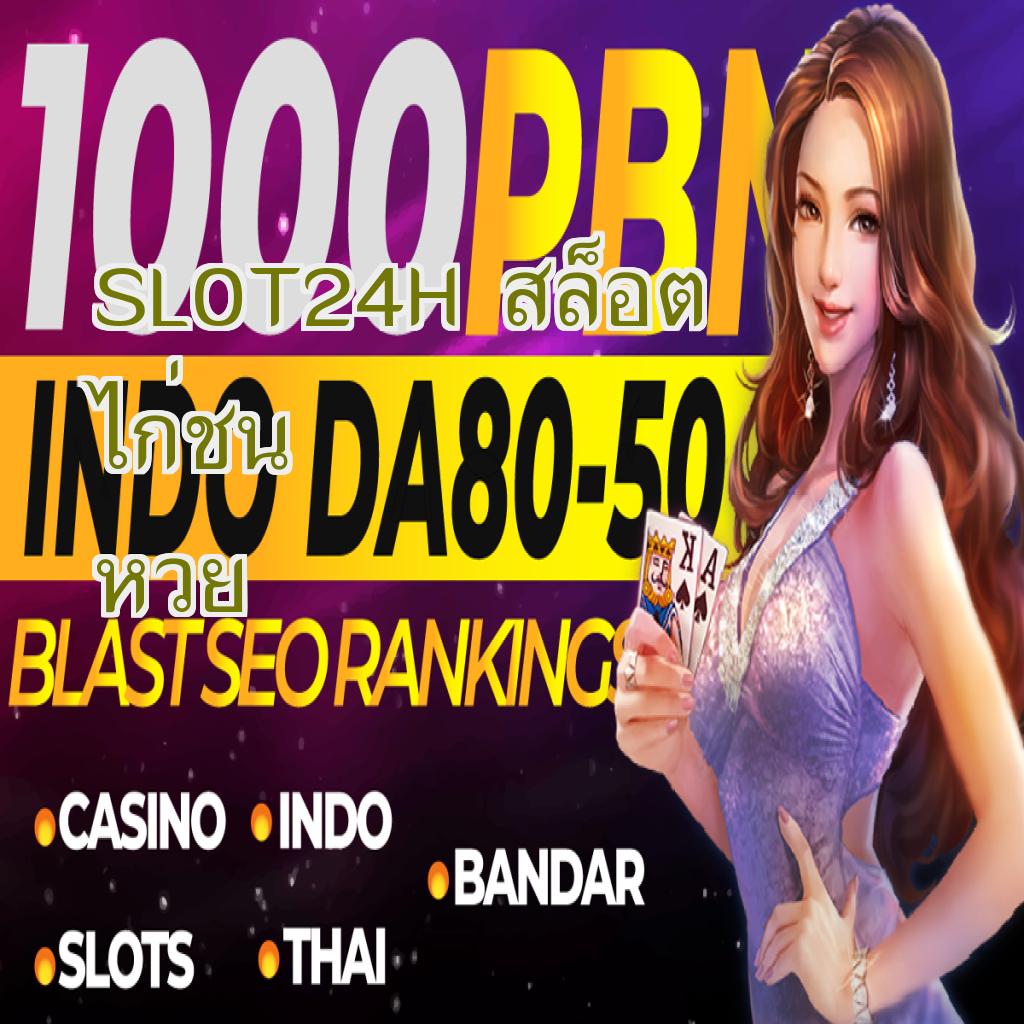 1000PBN
SLOT24H สล็อต
ไก่ชน
INDO DA80-50
หวย
BLAST SEO RANKINGS
CASINO
INDO
BANDAR
SLOTS
THAI
K
A